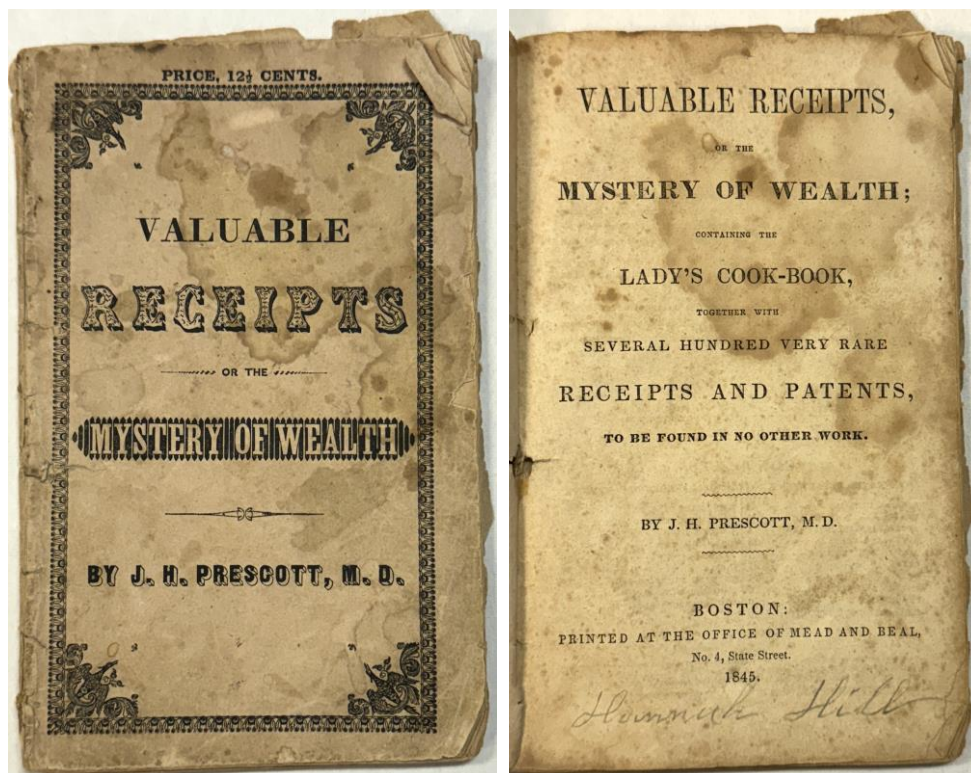 PRICE, 12½ CENTS.
VALUABLE
RECEIPTS
OR THE
MYSTERY OF WEALTH
BY J. H. PRESCOTT, M. D.
VALUABLE RECEIPTS,
OR THE
MYSTERY OF WEALTH;
CONTAINING THE
LADY'S COOK-BOOK,
TOGETHER WITH
SEVERAL HUNDRED VERY RARE
RECEIPTS AND PATENTS,
TO BE FOUND IN NO OTHER WORK.
BY J. H. PRESCOTT, M. D.
BOSTON:
PRINTED AT THE OFFICE OF MEAD AND BEAL,
No. 4, State Street.
1845.
Hannah Hill